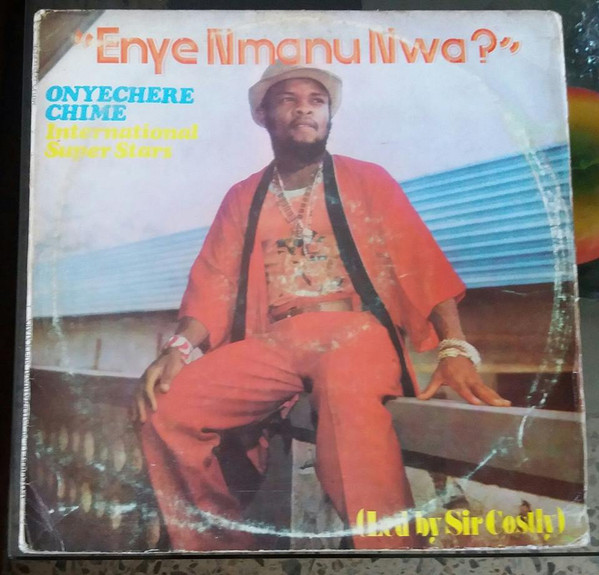 "Enye Nmanu Nwa?"
ONYECHERE
CHIME
International
Super Stars
(Led by Sir Costly)